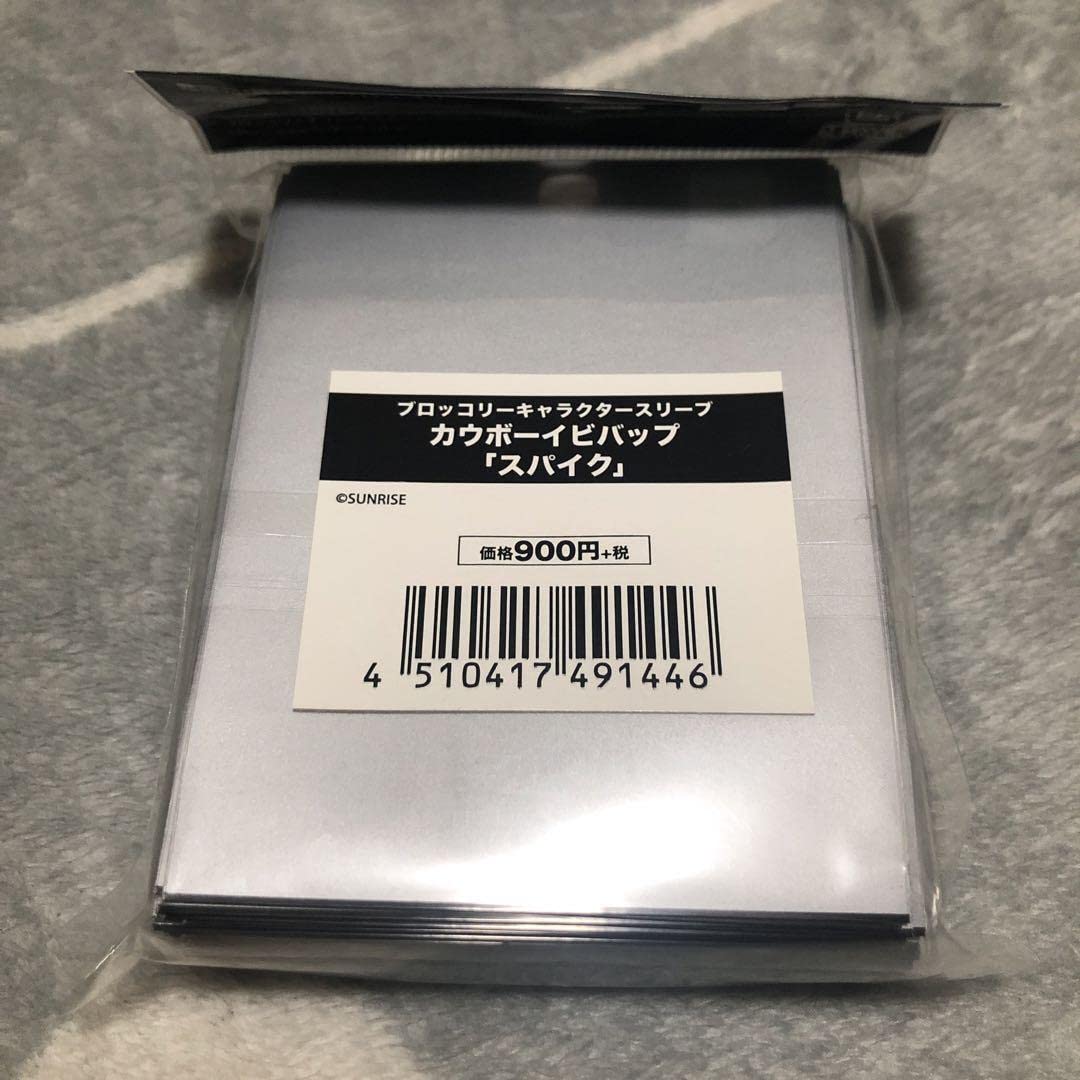 ブロッコリーキャラクタースリーブ
カウボーイビバップ
「スパイク」
©SUNRISE
価格900円+税
4 510417 491446